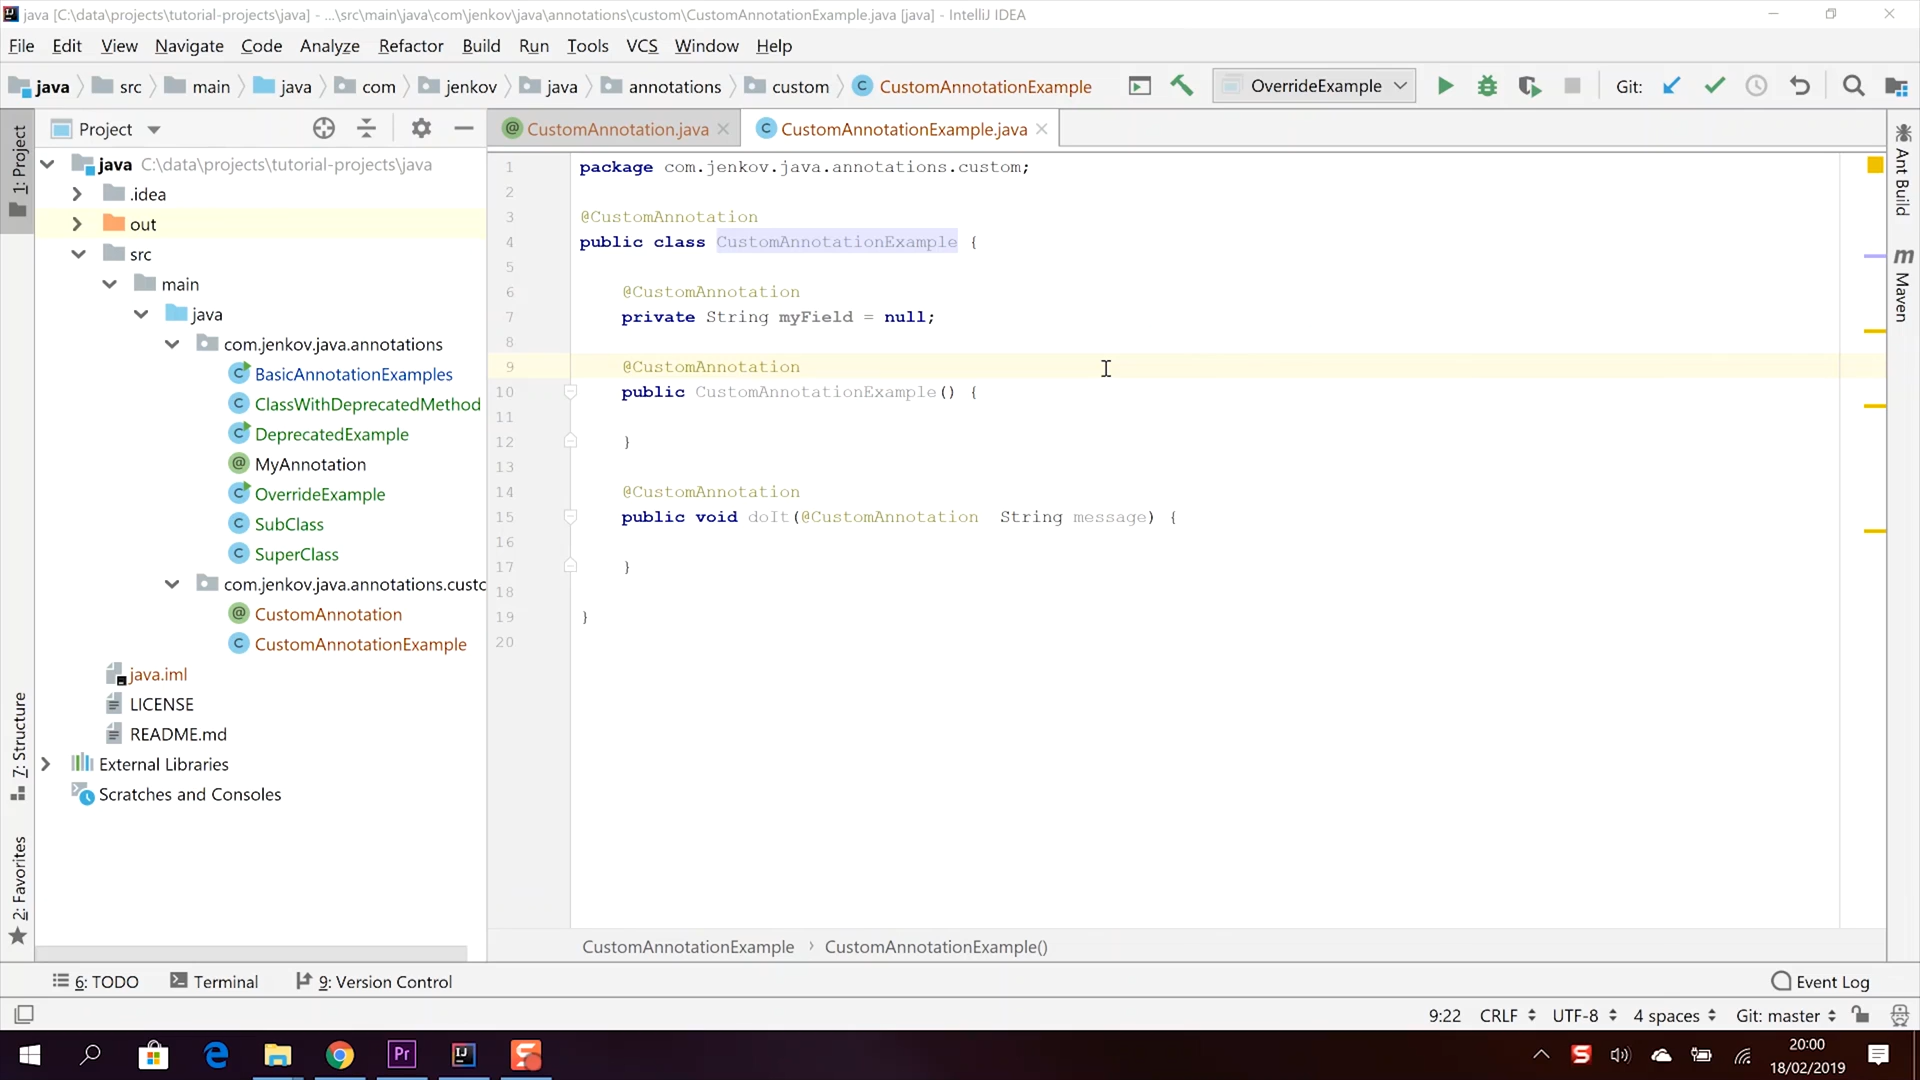 java [C:\data\projects\tutorial-projects\java] - ...\src\main\java\com\jenkov\java\annotations\custom\CustomAnnotationExample.java [java] - IntelliJ IDEA
File Edit View Navigate Code Analyze Refactor Build Run Tools VCS Window Help
java src main java com jenkov java annotations custom CustomAnnotationExample OverrideExample Git:
1: Project
Project
CustomAnnotation.java CustomAnnotationExample.java
java C:\data\projects\tutorial-projects\java
.idea
out
src
main
java
com.jenkov.java.annotations
BasicAnnotationExamples
ClassWithDeprecatedMethod
DeprecatedExample
MyAnnotation
OverrideExample
SubClass
SuperClass
com.jenkov.java.annotations.custo
CustomAnnotation
CustomAnnotationExample
java.iml
LICENSE
README.md
External Libraries
Scratches and Consoles
7: Structure
2: Favorites
1 package com.jenkov.java.annotations.custom;
2
3 @CustomAnnotation
4 public class CustomAnnotationExample {
5
6 @CustomAnnotation
7 private String myField = null;
8
9 @CustomAnnotation
10 public CustomAnnotationExample() {
11
12 }
13
14 @CustomAnnotation
15 public void doIt(@CustomAnnotation  String message) {
16
17 }
18
19 }
20
Ant Build
Maven
CustomAnnotationExample › CustomAnnotationExample()
6: TODO Terminal 9: Version Control Event Log
9:22 CRLF UTF-8 4 spaces Git: master
Pr IJ S S 20:00
18/02/2019